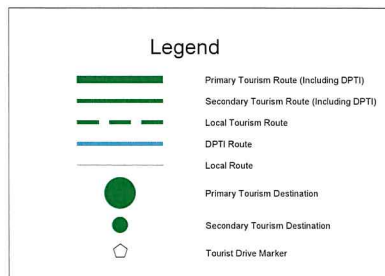 Legend
Primary Tourism Route (Including DPTI)
Secondary Tourism Route (Including DPTI)
Local Tourism Route
DPTI Route
Local Route
Primary Tourism Destination
Secondary Tourism Destination
Tourist Drive Marker